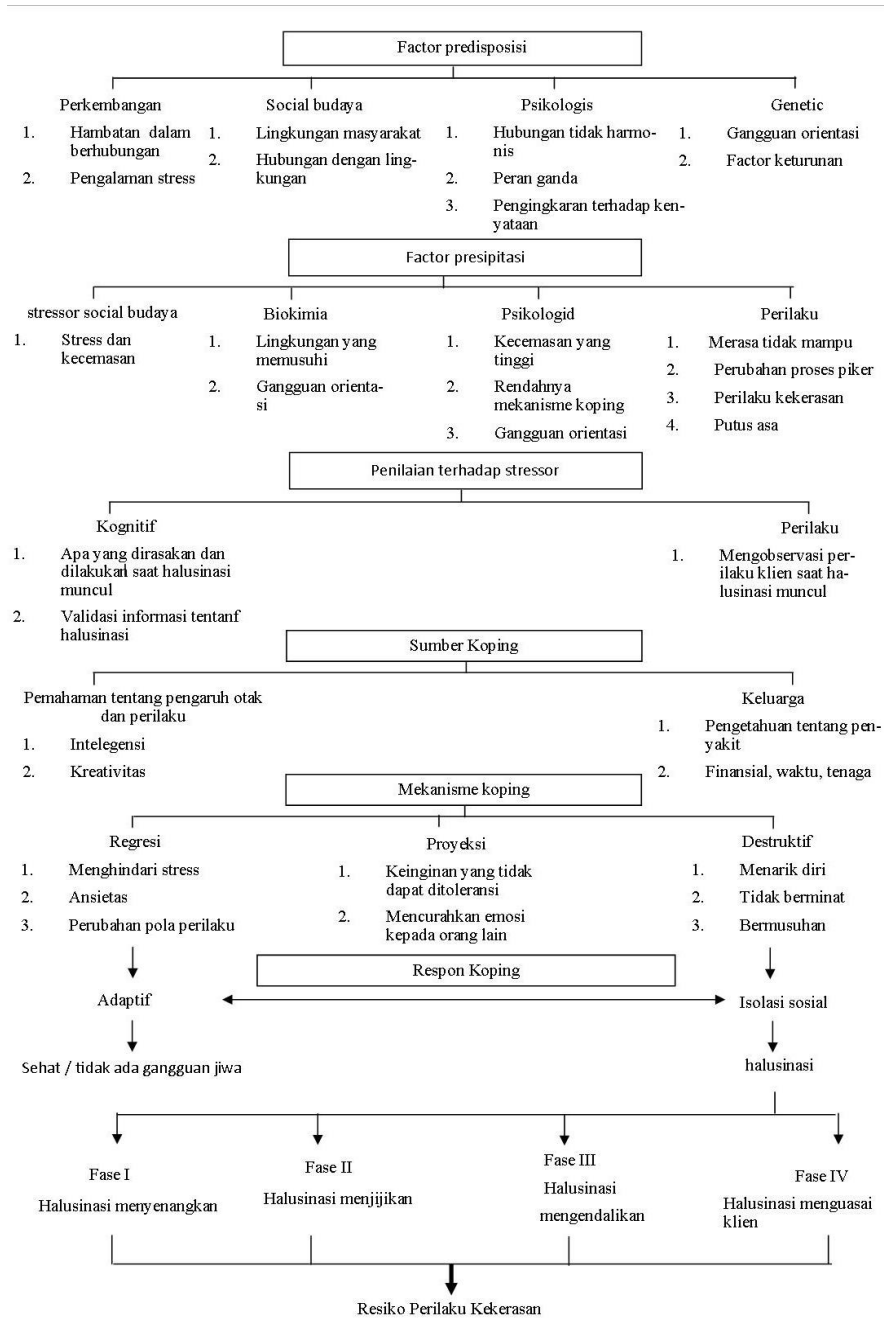 Factor predisposisi
Perkembangan
1. Hambatan dalam
berhubungan
2. Pengalaman stress
Social budaya
1. Lingkungan masyarakat
2. Hubungan dengan ling-
kungan
Psikologis
1. Hubungan tidak harmo-
nis
2. Peran ganda
3. Pengingkaran terhadap ken-
yataan
Genetic
1. Gangguan orientasi
2. Factor keturunan
Factor presipitasi
stressor social budaya
1. Stress dan
kecemasan
Biokimia
1. Lingkungan yang
memusuhi
2. Gangguan orienta-
si
Psikologid
1. Kecemasan yang
tinggi
2. Rendahnya
mekanisme koping
3. Gangguan orientasi
Perilaku
1. Merasa tidak mampu
2. Perubahan proses piker
3. Perilaku kekerasan
4. Putus asa
Penilaian terhadap stressor
Kognitif
1. Apa yang dirasakan dan
dilakukan saat halusinasi
muncul
2. Validasi informasi tentanf
halusinasi
Perilaku
1. Mengobservasi per-
ilaku klien saat ha-
lusinasi muncul
Sumber Koping
Pemahaman tentang pengaruh otak
dan perilaku
1. Intelegensi
2. Kreativitas
Keluarga
1. Pengetahuan tentang pen-
yakit
2. Finansial, waktu, tenaga
Mekanisme koping
Regresi
1. Menghindari stress
2. Ansietas
3. Perubahan pola perilaku
Proyeksi
1. Keinginan yang tidak
dapat ditoleransi
2. Mencurahkan emosi
kepada orang lain
Destruktif
1. Menarik diri
2. Tidak berminat
3. Bermusuhan
Respon Koping
Adaptif
Isolasi sosial
Sehat / tidak ada gangguan jiwa
halusinasi
Fase I
Halusinasi menyenangkan
Fase II
Halusinasi menjijikan
Fase III
Halusinasi
mengendalikan
Fase IV
Halusinasi menguasai
klien
Resiko Perilaku Kekerasan